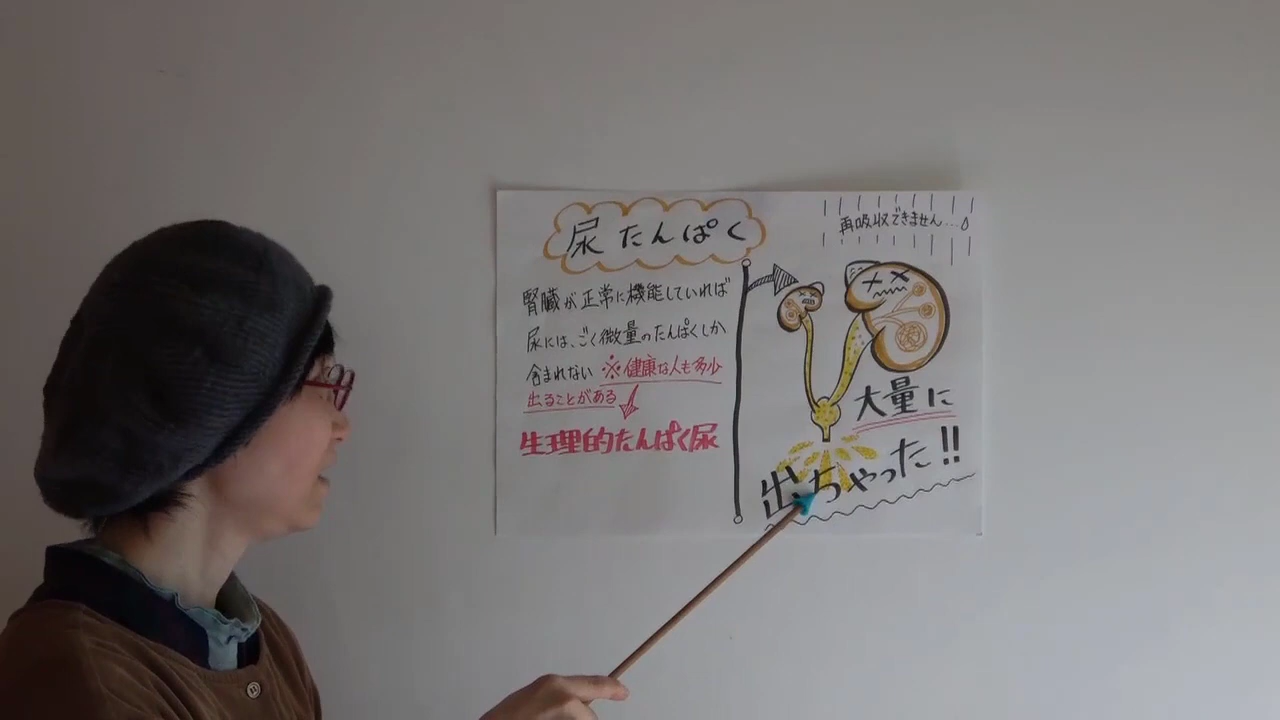 尿たんぱく
腎臓が正常に機能していれば
尿には、ごく微量のたんぱくしか
含まれない ※健康な人も多少
出ることがある
生理的たんぱく尿
再吸収できません…
大量に
出ちゃった!!